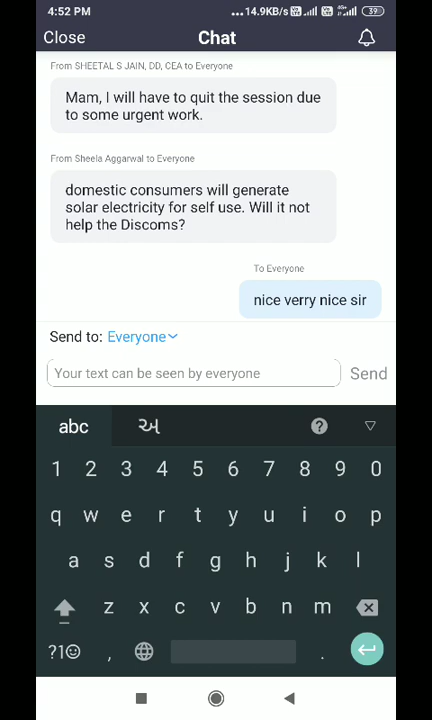 4:52 PM ...14.9KB/s 4G+ 39
Close Chat
From SHEETAL S JAIN, DD, CEA to Everyone
Mam, I will have to quit the session due
to some urgent work.
From Sheela Aggarwal to Everyone
domestic consumers will generate
solar electricity for self use. Will it not
help the Discoms?
To Everyone
nice verry nice sir
Send to: Everyone
Your text can be seen by everyone Send
abc અ ?
1 2 3 4 5 6 7 8 9 0
q w e r t y u i o p
a s d f g h j k l
z x c v b n m
?1☺ , .